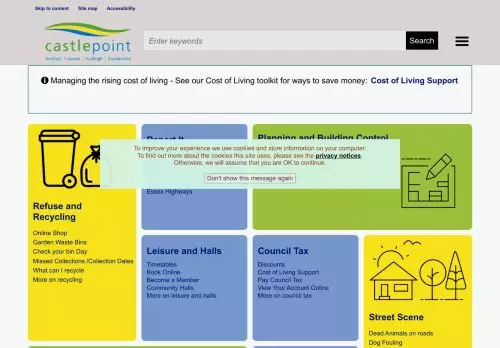 Skip to content Site map Accessibility
castlepoint
benfleet | canvey | hadleigh | thundersley
Enter keywords
Search
Managing the rising cost of living - See our Cost of Living toolkit for ways to save money: Cost of Living Support
Report It
Planning and Building Control
To improve your experience we use cookies and store information on your computer.
To find out more about the cookies this site uses, please see the privacy notices.
Otherwise, we will assume that you are OK to continue.
Don't show this message again
Essex Highways
Refuse and
Recycling
Online Shop
Garden Waste Bins
Check your bin Day
Missed Collections /Collection Dates
What can I recycle
More on recycling
Leisure and Halls
Timetables
Book Online
Become a Member
Community Halls
More on leisure and halls
Council Tax
Discounts
Cost of Living Support
Pay Council Tax
View Your Account Online
More on council tax
Street Scene
Dead Animals on roads
Dog Fouling